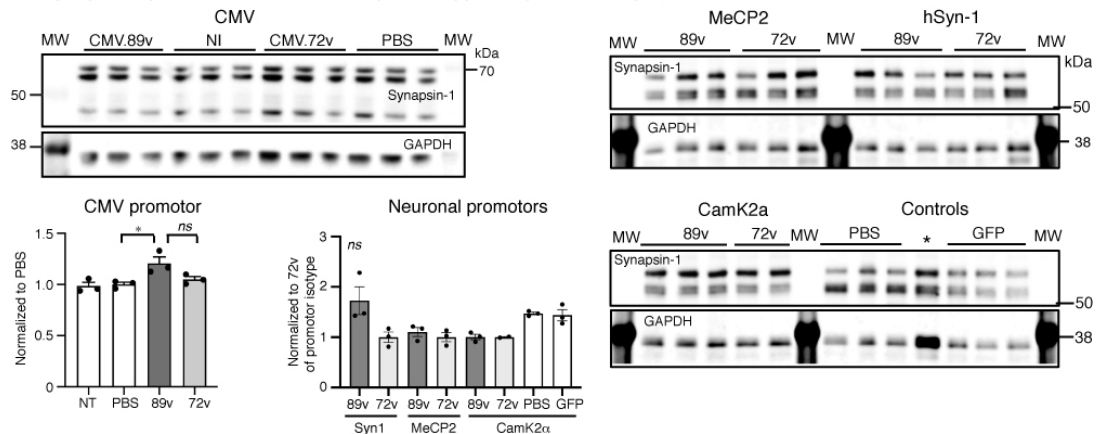 CMV
MW CMV.89v NI CMV.72v PBS MW
kDa
70
Synapsin-1
50
38
GAPDH
MeCP2 hSyn-1
MW 89v 72v MW 89v 72v MW
Synapsin-1
kDa
50
GAPDH
38
CMV promotor
Normalized to PBS
1.5
1.0
0.5
0
* ns
NT PBS 89v 72v
Neuronal promotors
Normalized to 72v
of promotor isotype
3
2
1
0
ns
89v 72v 89v 72v 89v 72v PBS GFP
Syn1 MeCP2 CamK2α
CamK2a Controls
MW 89v 72v MW PBS * GFP MW
Synapsin-1
50
GAPDH
38